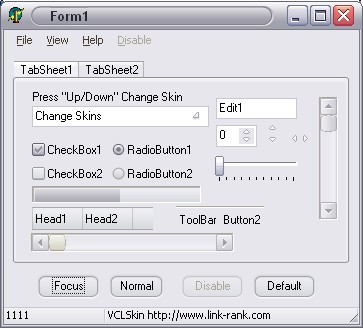 Form1
File View Help Disable
TabSheet1 TabSheet2
Press "Up/Down" Change Skin
Edit1
Change Skins
0
CheckBox1 RadioButton1
CheckBox2 RadioButton2
Head1 Head2 ToolBar Button2
Focus Normal Disable Default
1111 VCLSkin http://www.link-rank.com